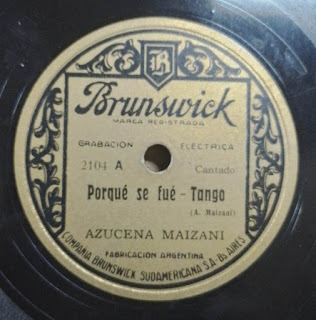 B
Brunswick
MARCA REGISTRADA
GRABACION ELECTRICA
2104 A Cantado
Porqué se fué - Tango
(A. Maizani)
AZUCENA MAIZANI
FABRICACION ARGENTINA
COMPAÑIA BRUNSWICK SUDAMERICANA S.A. Bs AIRES